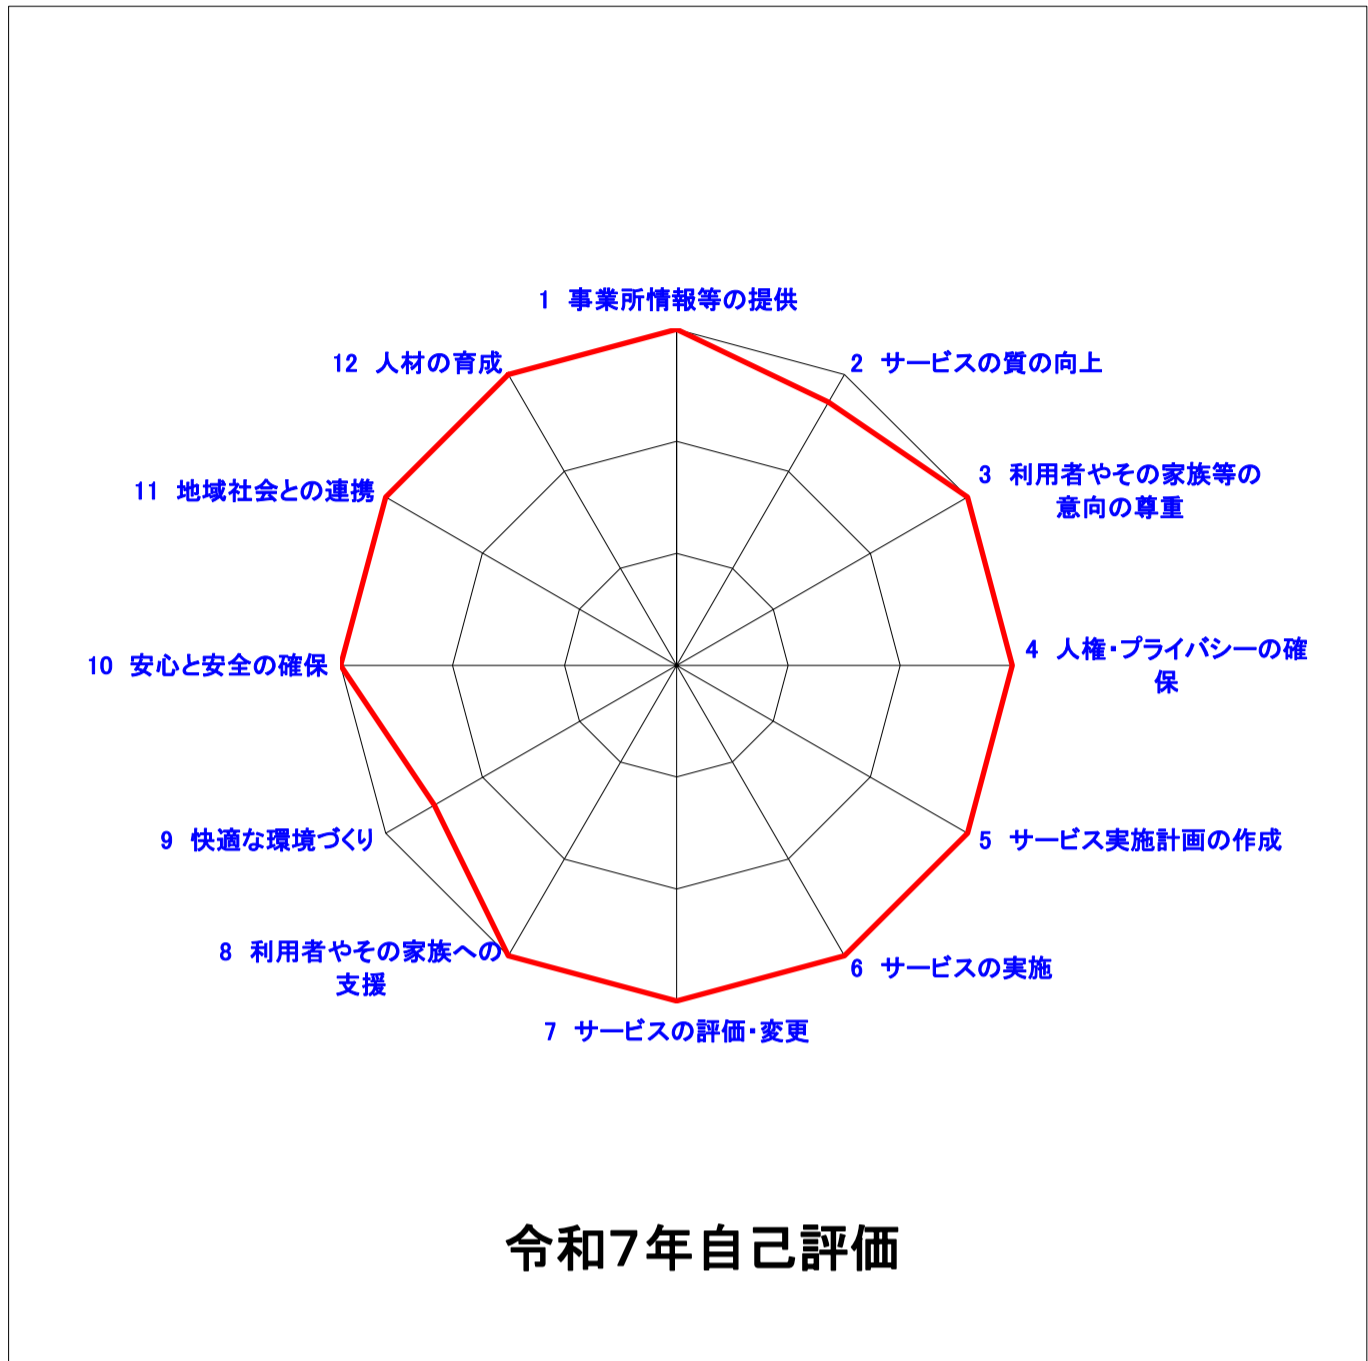 1 事業所情報等の提供
2 サービスの質の向上
3 利用者やその家族等の
意向の尊重
4 人権・プライバシーの確
保
5 サービス実施計画の作成
6 サービスの実施
7 サービスの評価・変更
8 利用者やその家族への
支援
9 快適な環境づくり
10 安心と安全の確保
11 地域社会との連携
12 人材の育成
令和7年自己評価